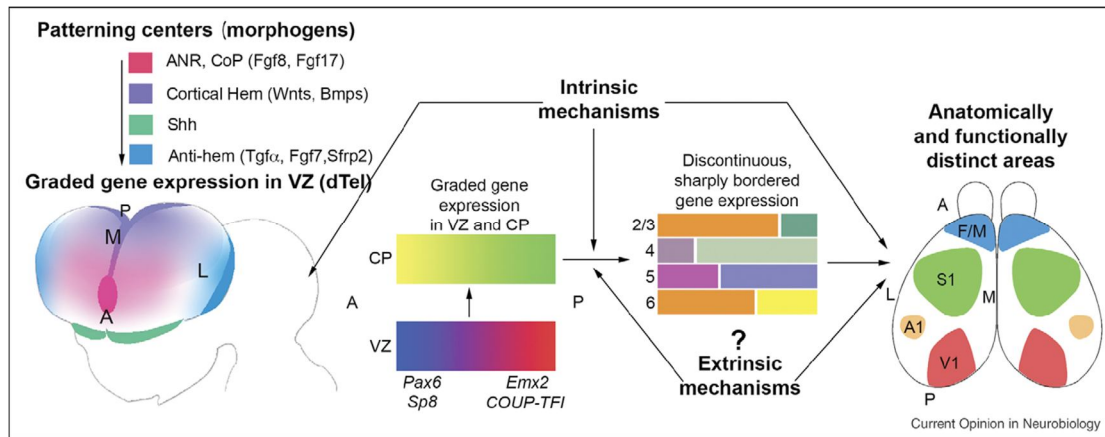 Patterning centers (morphogens)
ANR, CoP (Fgf8, Fgf17)
Cortical Hem (Wnts, Bmps)
Shh
Anti-hem (Tgfα, Fgf7,Sfrp2)
Graded gene expression in VZ (dTel)
P
M
L
A
Intrinsic
mechanisms
Graded gene
expression
in VZ and CP
CP
A
P
VZ
Pax6
Sp8
Emx2
COUP-TFI
Discontinuous,
sharply bordered
gene expression
2/3
4
5
6
?
Extrinsic
mechanisms
Anatomically
and functionally
distinct areas
A
F/M
S1
L
M
A1
V1
P
Current Opinion in Neurobiology